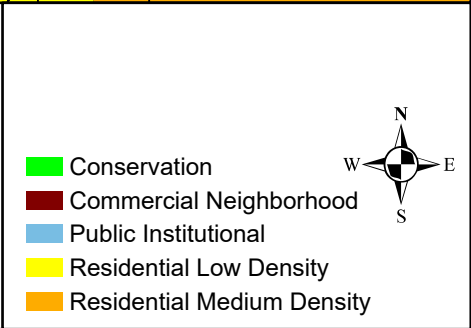 N
W E
S
Conservation
Commercial Neighborhood
Public Institutional
Residential Low Density
Residential Medium Density